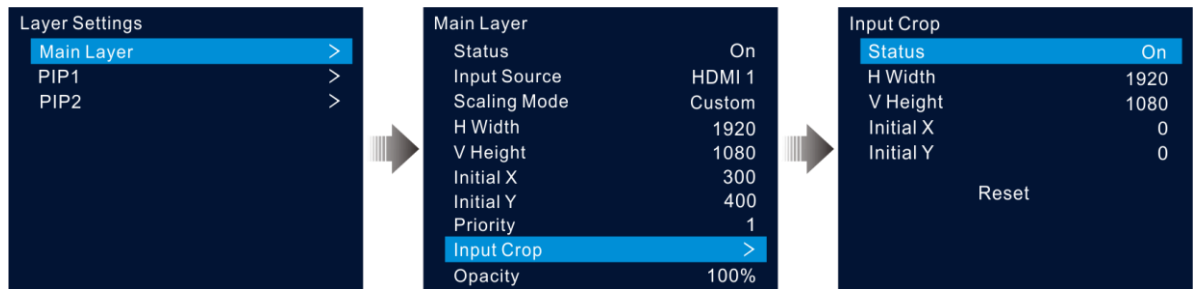 Layer Settings
Main Layer >
PIP1 >
PIP2 >
Main Layer
Status On
Input Source HDMI 1
Scaling Mode Custom
H Width 1920
V Height 1080
Initial X 300
Initial Y 400
Priority 1
Input Crop >
Opacity 100%
Input Crop
Status On
H Width 1920
V Height 1080
Initial X 0
Initial Y 0
Reset